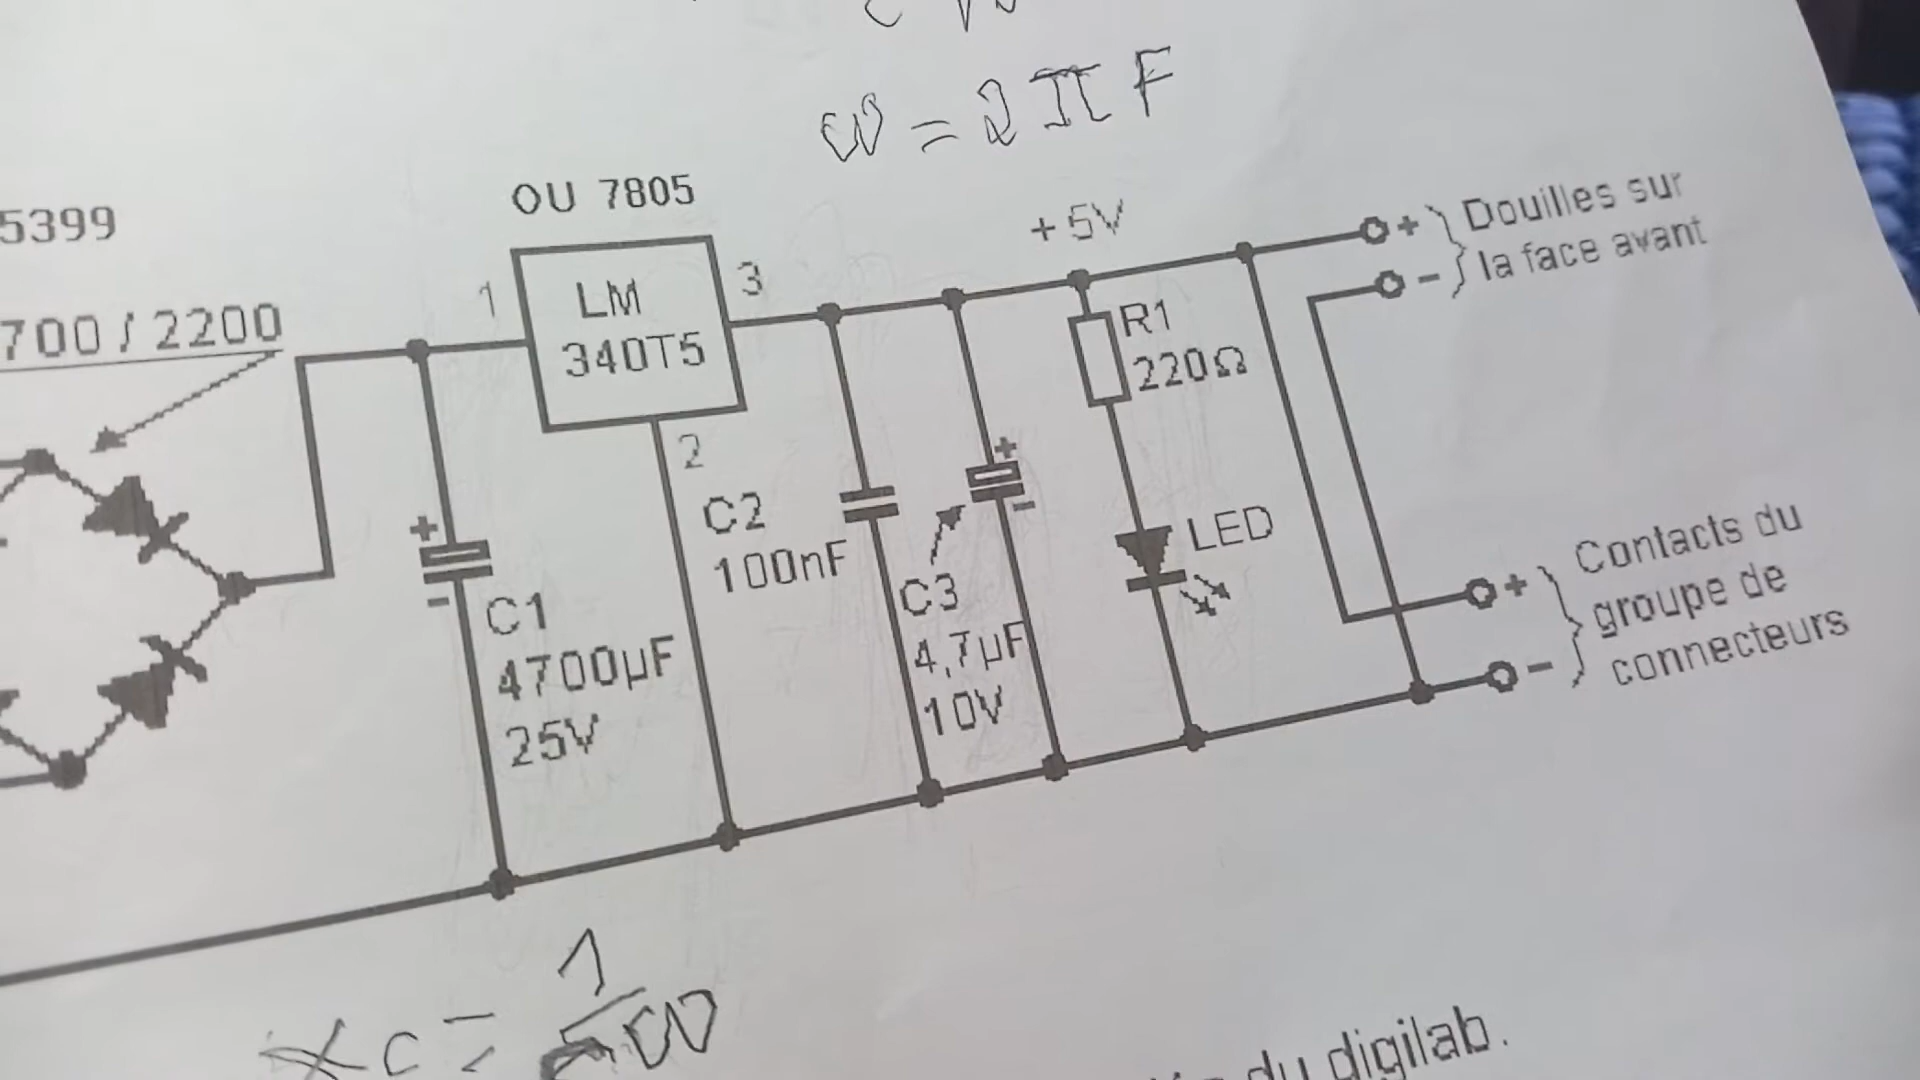 ω = 2 π F
5399
OU 7805
700 / 2200
1
LM
340T5
3
2
+5V
+
-
Douilles sur
la face avant
R1
220Ω
C2
100nF
+
-
C3
4,7µF
10V
LED
+
-
C1
4700µF
25V
+
-
Contacts du
groupe de
connecteurs
xc = 1
ω
du digilab.